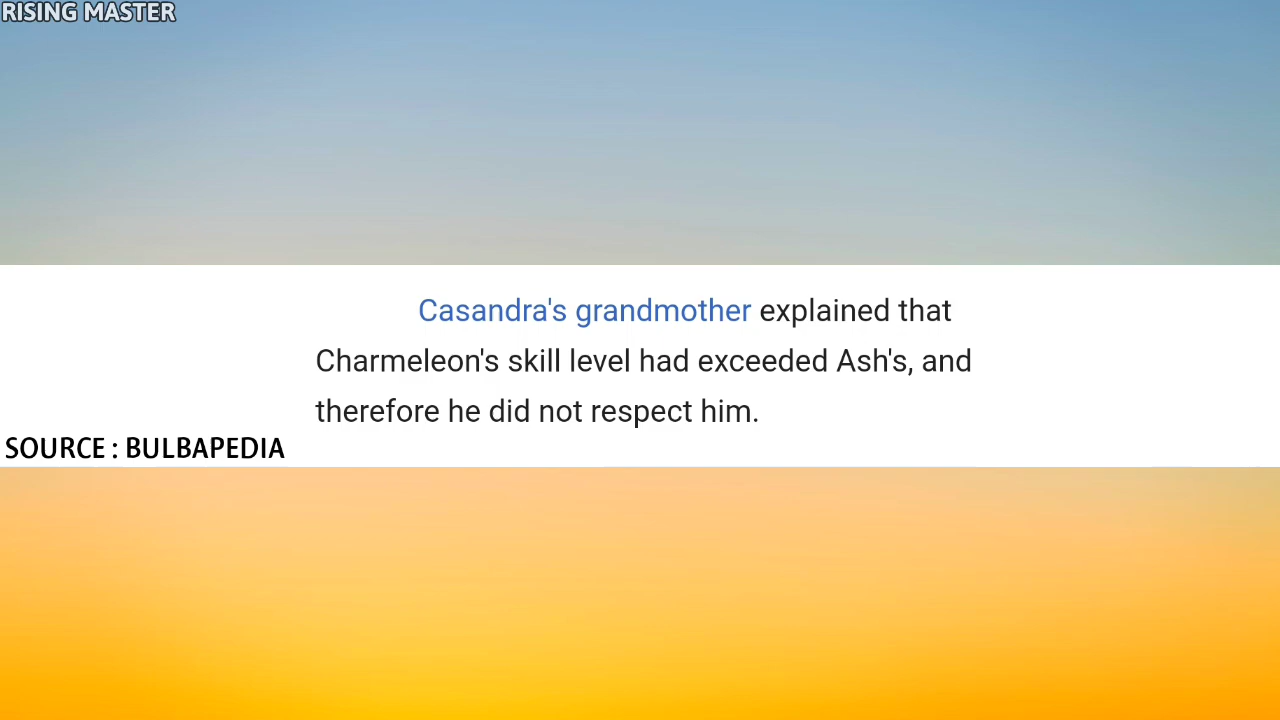 RISING MASTER
Casandra's grandmother explained that
Charmeleon's skill level had exceeded Ash's, and
therefore he did not respect him.
SOURCE : BULBAPEDIA